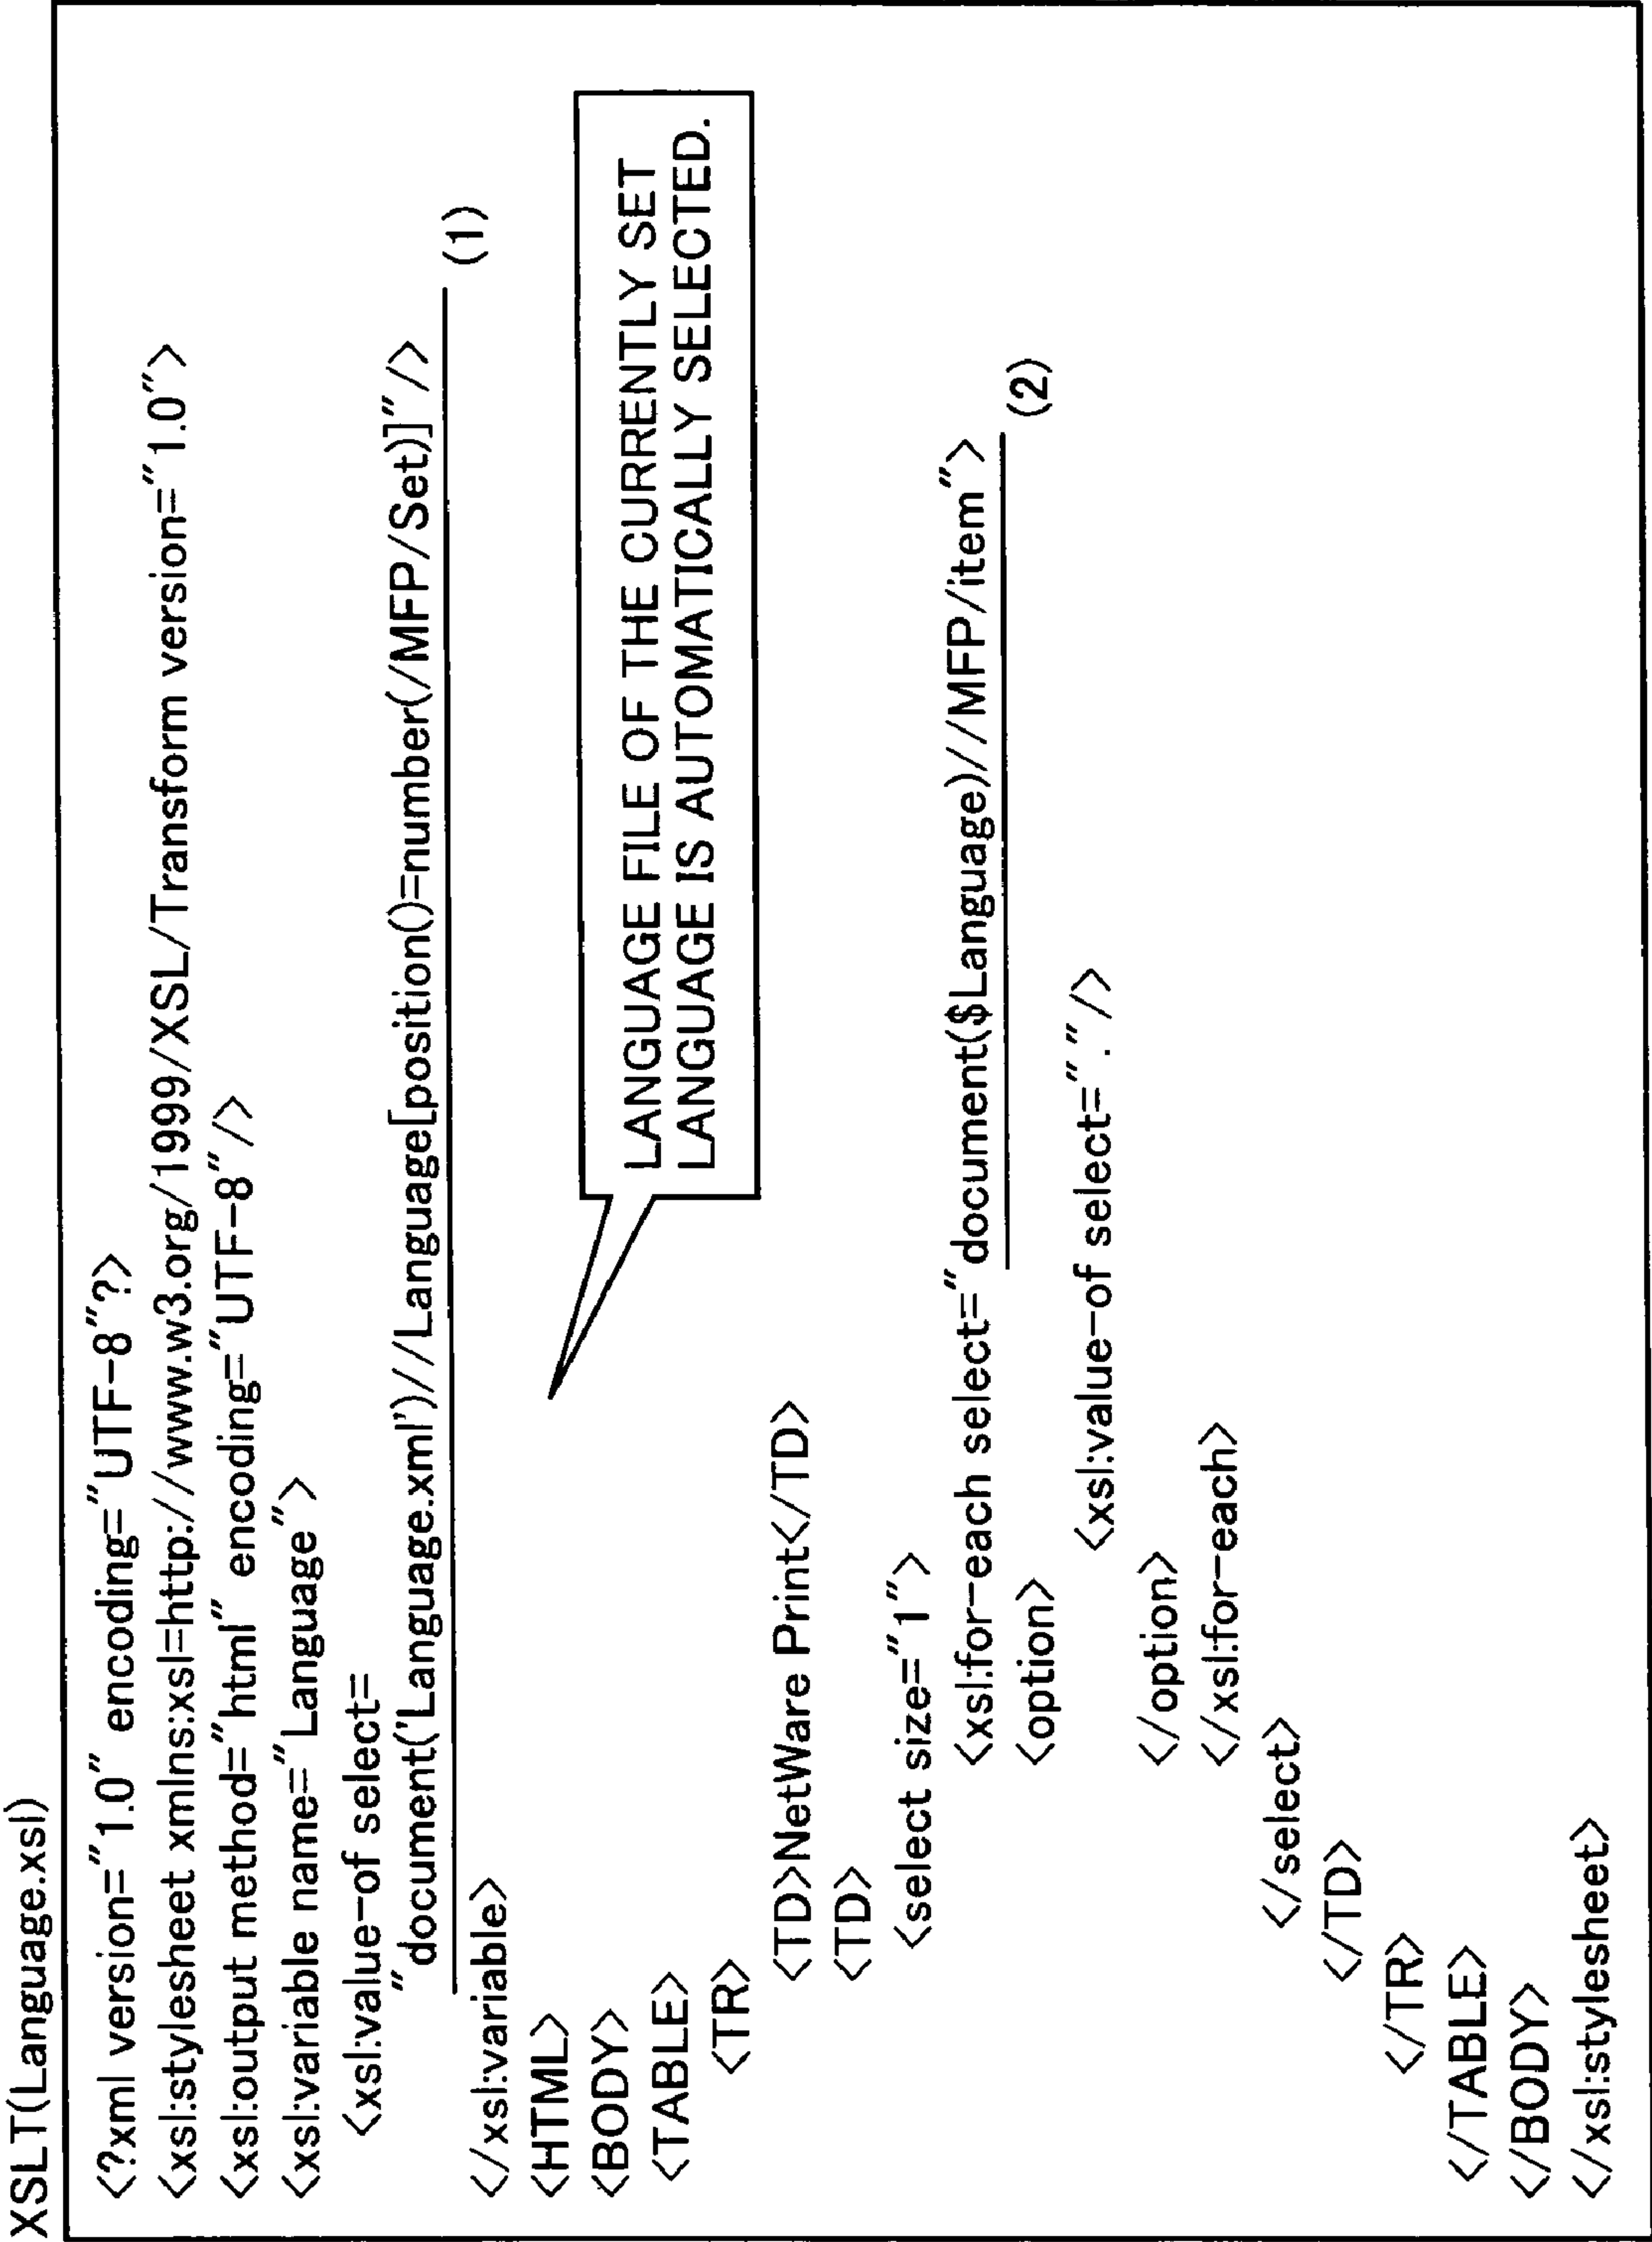 XSLT(Language.xsl)
<?xml version="1.0" encoding="UTF-8"?>
<xsl:stylesheet xmlns:xsl=http://www.w3.org/1999/XSL/Transform version="1.0">
<xsl:output method="html" encoding="UTF-8"/>
<xsl:variable name="Language">
<xsl:value-of select=
"document('Language.xml')//Language[position()=number(/MFP/Set)]"/>
(1)
</xsl:variable>
<HTML>
<BODY>
LANGUAGE FILE OF THE CURRENTLY SET
LANGUAGE IS AUTOMATICALLY SELECTED.
<TABLE>
<TR>
<TD>NetWare Print</TD>
<TD>
<select size="1">
<xsl:for-each select="document($Language)//MFP/item">
(2)
<option>
<xsl:value-of select="."/>
</option>
</xsl:for-each>
</select>
</TD>
</TR>
</TABLE>
</BODY>
</xsl:stylesheet>